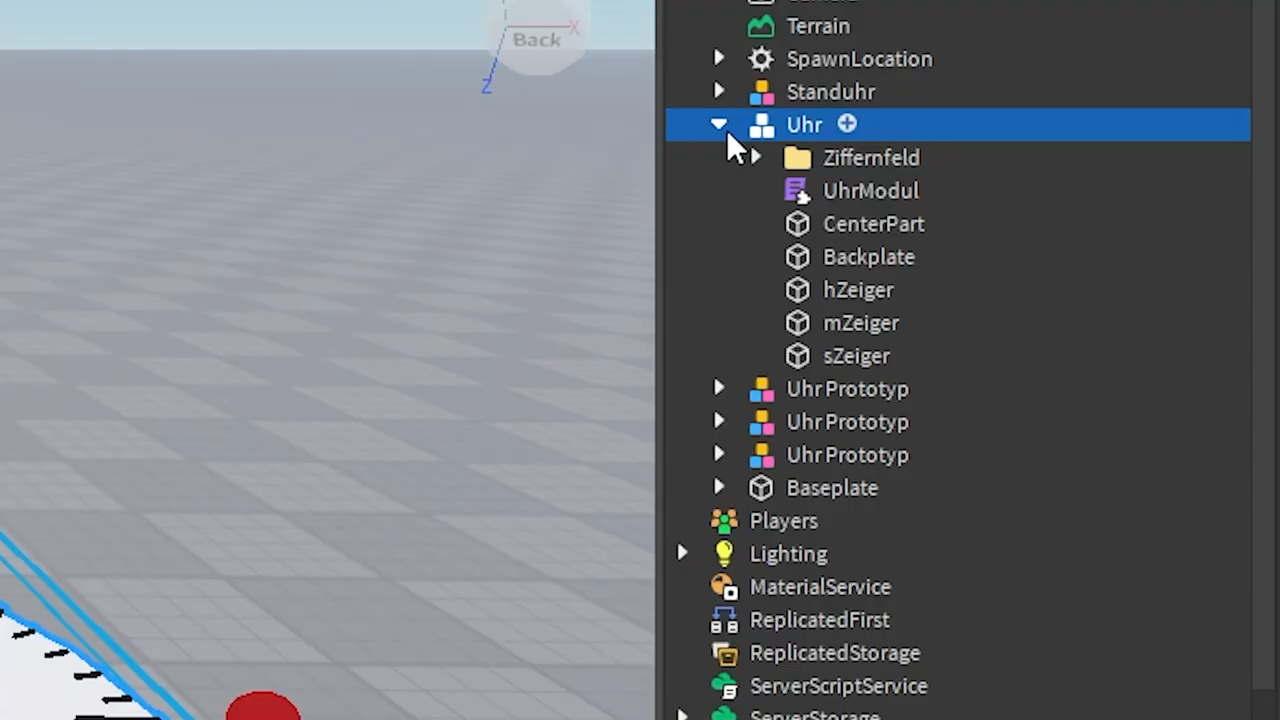 Back
X
Z
Terrain
SpawnLocation
Standuhr
Uhr
Ziffernfeld
UhrModul
CenterPart
Backplate
hZeiger
mZeiger
sZeiger
Uhr Prototyp
Uhr Prototyp
Uhr Prototyp
Baseplate
Players
Lighting
MaterialService
ReplicatedFirst
ReplicatedStorage
ServerScriptService
ServerStorage